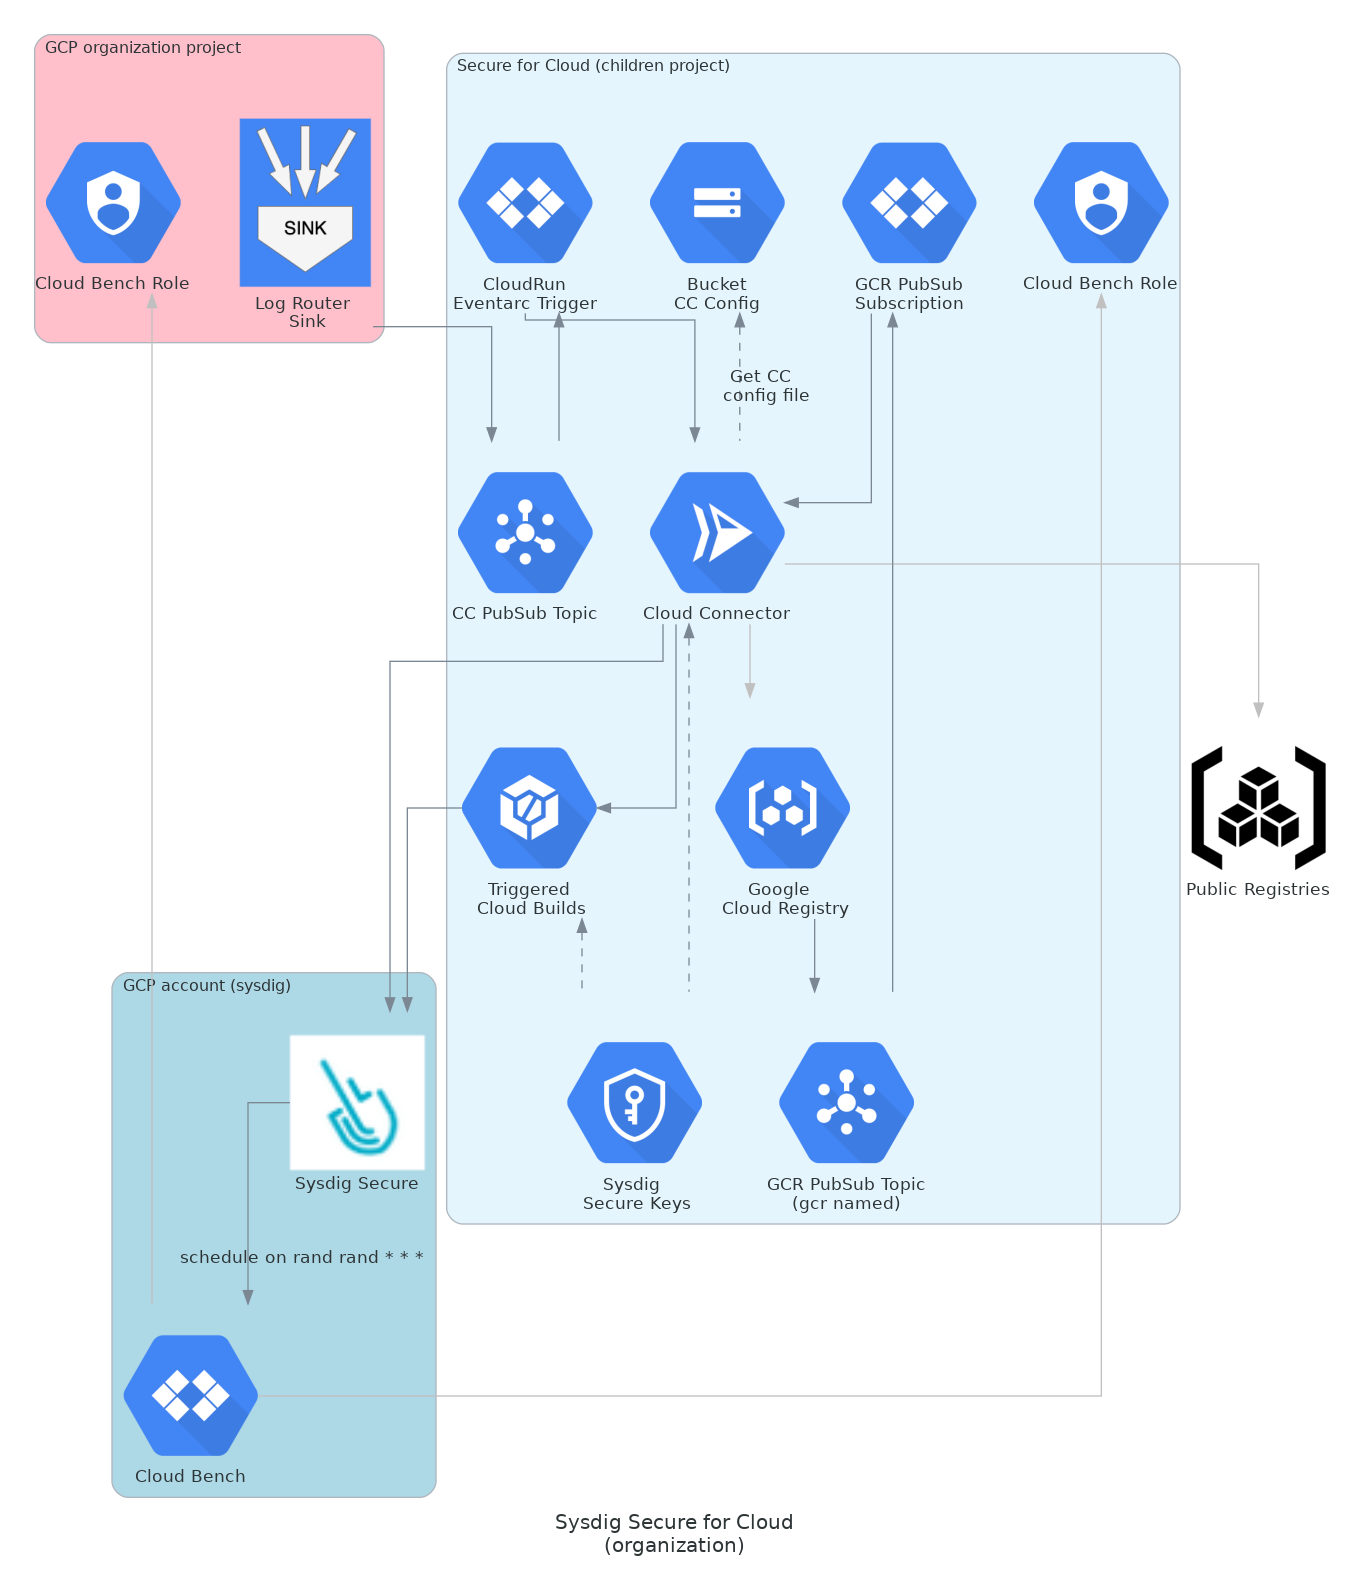 GCP organization project
Secure for Cloud (children project)
SINK
Cloud Bench Role
Log Router
Sink
CloudRun
Eventarc Trigger
Bucket
CC Config
GCR PubSub
Subscription
Cloud Bench Role
Get CC
config file
CC PubSub Topic
Cloud Connector
Triggered
Cloud Builds
Google
Cloud Registry
Public Registries
GCP account (sysdig)
Sysdig Secure
Sysdig
Secure Keys
GCR PubSub Topic
(gcr named)
schedule on rand rand * * *
Cloud Bench
Sysdig Secure for Cloud
(organization)